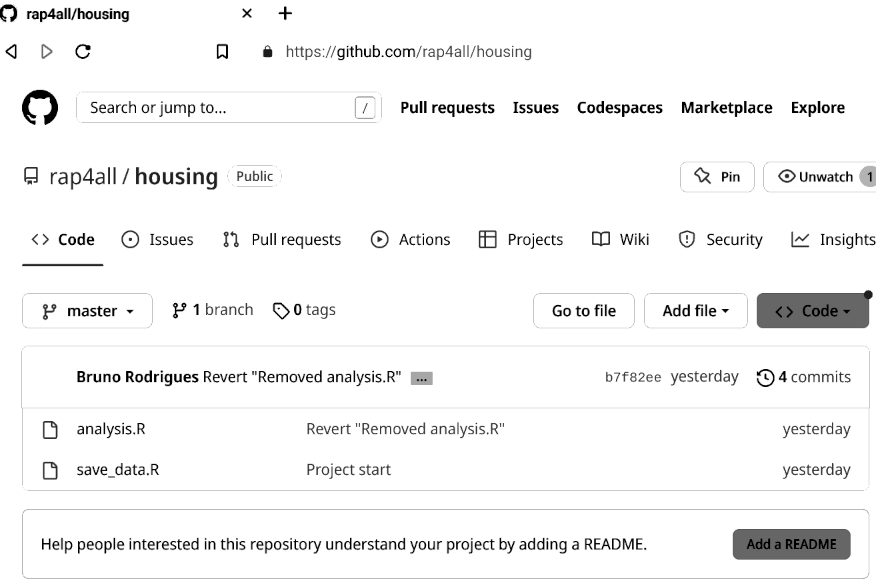 rap4all/housing
https://github.com/rap4all/housing
Search or jump to... / Pull requests Issues Codespaces Marketplace Explore
rap4all / housing Public Pin Unwatch 1
Code Issues Pull requests Actions Projects Wiki Security Insights
master 1 branch 0 tags Go to file Add file Code
Bruno Rodrigues Revert "Removed analysis.R" ... b7f82ee yesterday 4 commits
analysis.R Revert "Removed analysis.R" yesterday
save_data.R Project start yesterday
Help people interested in this repository understand your project by adding a README. Add a README